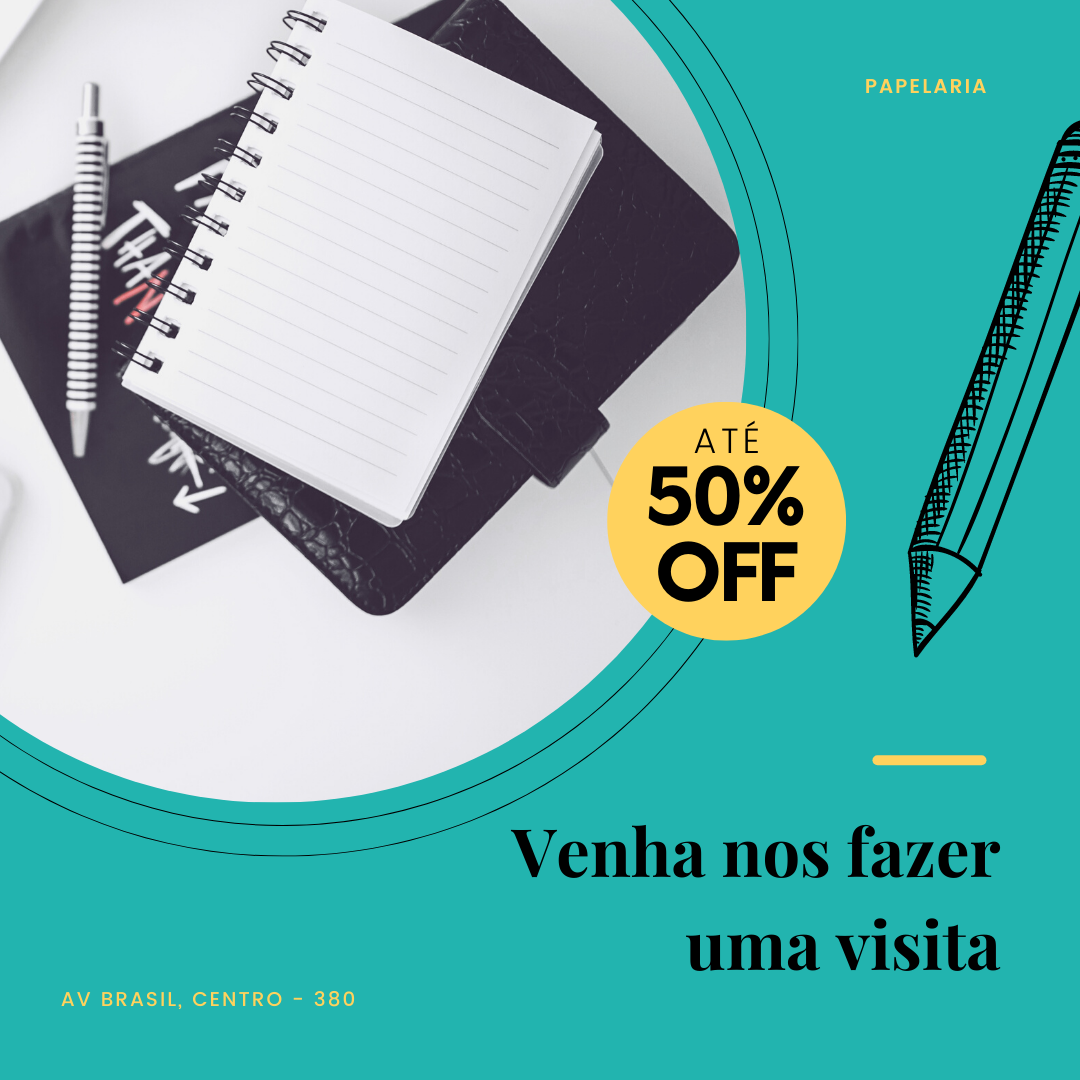 PAPELARIA
ATÉ
50%
OFF
Venha nos fazer
uma visita
AV BRASIL, CENTRO - 380